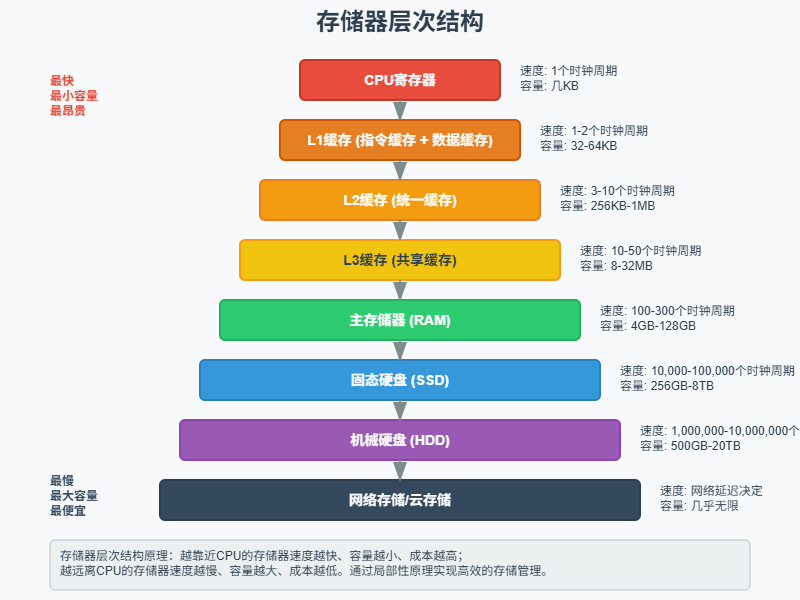 存储器层次结构
最快
最小容量
最昂贵
CPU寄存器
速度: 1个时钟周期
容量: 几KB
L1缓存 (指令缓存 + 数据缓存)
速度: 1-2个时钟周期
容量: 32-64KB
L2缓存 (统一缓存)
速度: 3-10个时钟周期
容量: 256KB-1MB
L3缓存 (共享缓存)
速度: 10-50个时钟周期
容量: 8-32MB
主存储器 (RAM)
速度: 100-300个时钟周期
容量: 4GB-128GB
固态硬盘 (SSD)
速度: 10,000-100,000个时钟周期
容量: 256GB-8TB
机械硬盘 (HDD)
速度: 1,000,000-10,000,000个
容量: 500GB-20TB
最慢
最大容量
最便宜
网络存储/云存储
速度: 网络延迟决定
容量: 几乎无限
存储器层次结构原理：越靠近CPU的存储器速度越快、容量越小、成本越高；
越远离CPU的存储器速度越慢、容量越大、成本越低。通过局部性原理实现高效的存储管理。